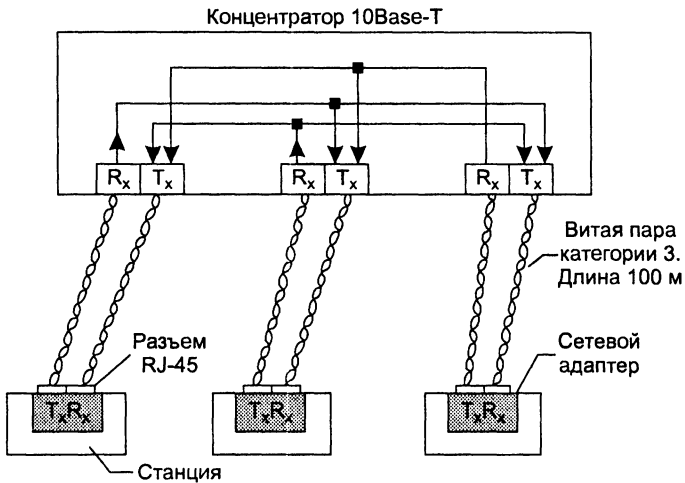 Концентратор 10Base-T
Rx Tx Rx Tx Rx Tx
Витая пара
категории 3.
Длина 100 м
Разъем
RJ-45
Сетевой
адаптер
TxRx TxRx TxRx
Станция